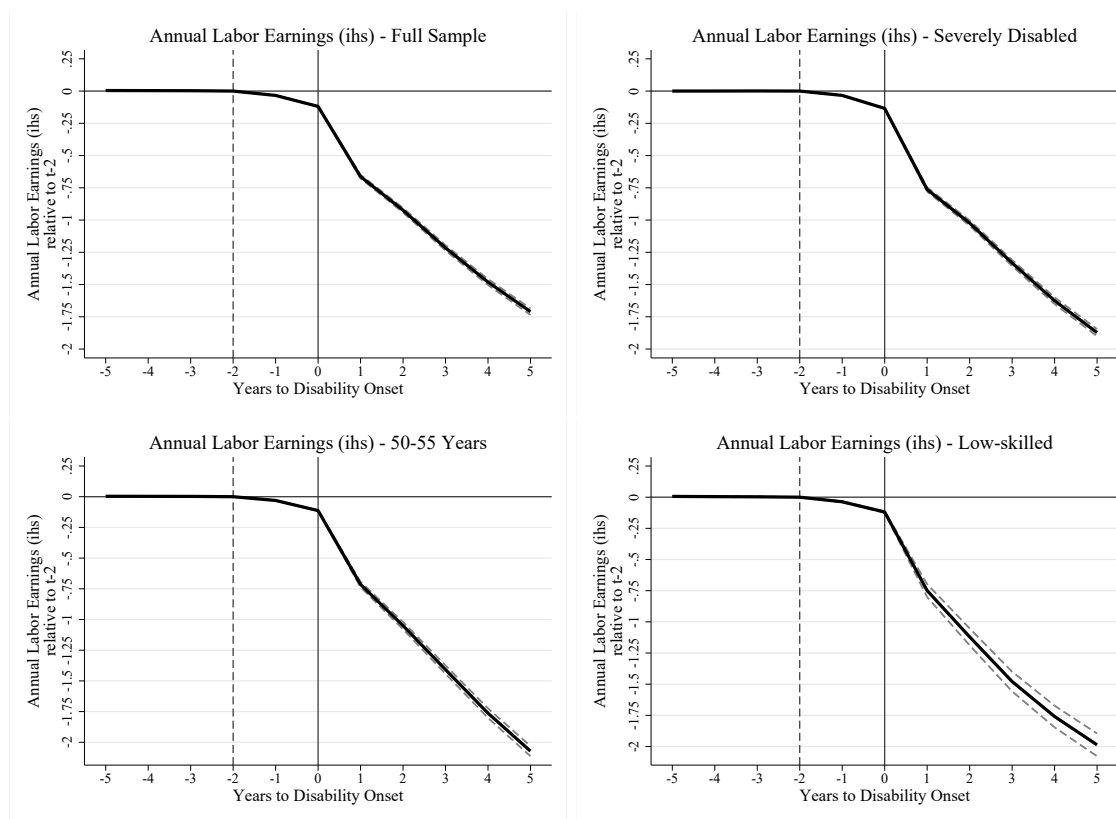 Annual Labor Earnings (ihs) - Full Sample
Annual Labor Earnings (ihs)
relative to t-2
.25
0
-.25
-.5
-.75
-1
-1.25
-1.5
-1.75
-2
-5 -4 -3 -2 -1 0 1 2 3 4 5
Years to Disability Onset
Annual Labor Earnings (ihs) - Severely Disabled
Annual Labor Earnings (ihs)
relative to t-2
.25
0
-.25
-.5
-.75
-1
-1.25
-1.5
-1.75
-2
-5 -4 -3 -2 -1 0 1 2 3 4 5
Years to Disability Onset
Annual Labor Earnings (ihs) - 50-55 Years
Annual Labor Earnings (ihs)
relative to t-2
.25
0
-.25
-.5
-.75
-1
-1.25
-1.5
-1.75
-2
-5 -4 -3 -2 -1 0 1 2 3 4 5
Years to Disability Onset
Annual Labor Earnings (ihs) - Low-skilled
Annual Labor Earnings (ihs)
relative to t-2
.25
0
-.25
-.5
-.75
-1
-1.25
-1.5
-1.75
-2
-5 -4 -3 -2 -1 0 1 2 3 4 5
Years to Disability Onset